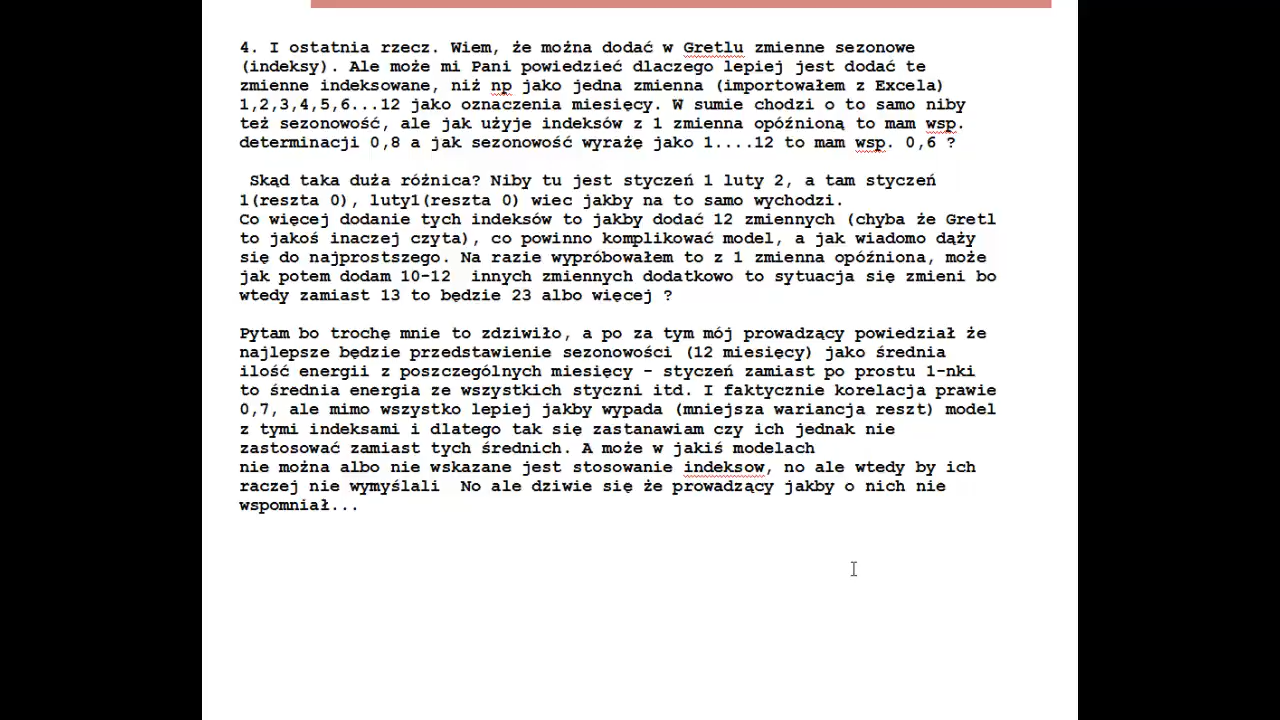 4. I ostatnia rzecz. Wiem, że można dodać w Gretlu zmienne sezonowe
(indeksy). Ale może mi Pani powiedzieć dlaczego lepiej jest dodać te
zmienne indeksowane, niż np jako jedna zmienna (importowałem z Excela)
1,2,3,4,5,6...12 jako oznaczenia miesięcy. W sumie chodzi o to samo niby
też sezonowość, ale jak użyje indeksów z 1 zmienna opóźnioną to mam wsp.
determinacji 0,8 a jak sezonowość wyrażę jako 1....12 to mam wsp. 0,6 ?
Skąd taka duża różnica? Niby tu jest styczeń 1 luty 2, a tam styczeń
1(reszta 0), luty1(reszta 0) wiec jakby na to samo wychodzi.
Co więcej dodanie tych indeksów to jakby dodać 12 zmiennych (chyba że Gretl
to jakoś inaczej czyta), co powinno komplikować model, a jak wiadomo dąży
się do najprostszego. Na razie wypróbowałem to z 1 zmienna opóźniona, może
jak potem dodam 10-12  innych zmiennych dodatkowo to sytuacja się zmieni bo
wtedy zamiast 13 to będzie 23 albo więcej ?
Pytam bo trochę mnie to zdziwiło, a po za tym mój prowadzący powiedział że
najlepsze będzie przedstawienie sezonowości (12 miesięcy) jako średnia
ilość energii z poszczególnych miesięcy - styczeń zamiast po prostu 1-nki
to średnia energia ze wszystkich styczni itd. I faktycznie korelacja prawie
0,7, ale mimo wszystko lepiej jakby wypada (mniejsza wariancja reszt) model
z tymi indeksami i dlatego tak się zastanawiam czy ich jednak nie
zastosować zamiast tych średnich. A może w jakiś modelach
nie można albo nie wskazane jest stosowanie indeksow, no ale wtedy by ich
raczej nie wymyślali  No ale dziwie się że prowadzący jakby o nich nie
wspomniał...